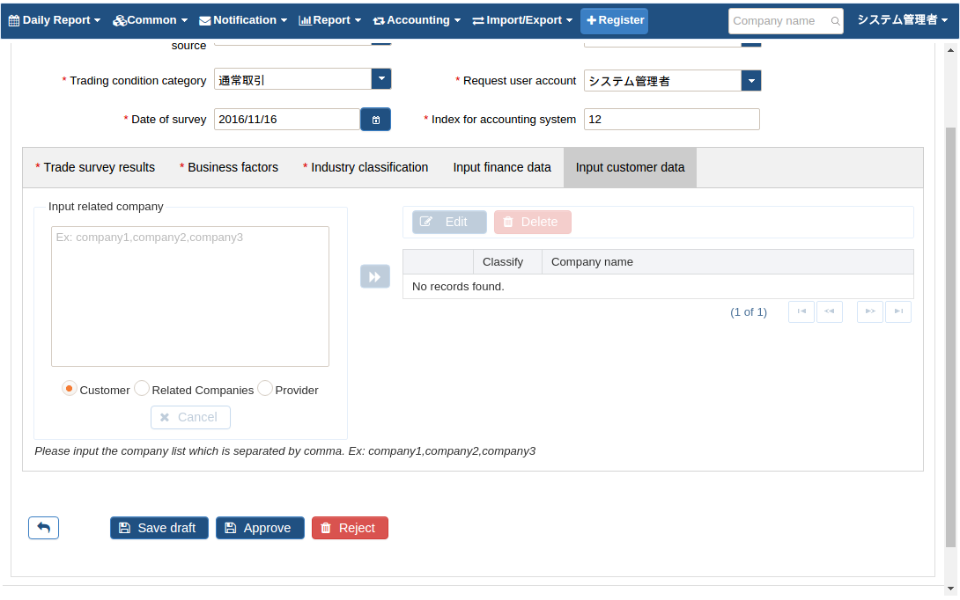 Daily Report Common Notification Report Accounting Import/Export Register Company name システム管理者
source
* Trading condition category 通常取引 * Request user account システム管理者
* Date of survey 2016/11/16 * Index for accounting system 12
* Trade survey results * Business factors * Industry classification Input finance data Input customer data
Input related company
Ex: company1,company2,company3
Edit Delete
Classify Company name
No records found.
(1 of 1)
Customer Related Companies Provider
Cancel
Please input the company list which is separated by comma. Ex: company1,company2,company3
Save draft Approve Reject